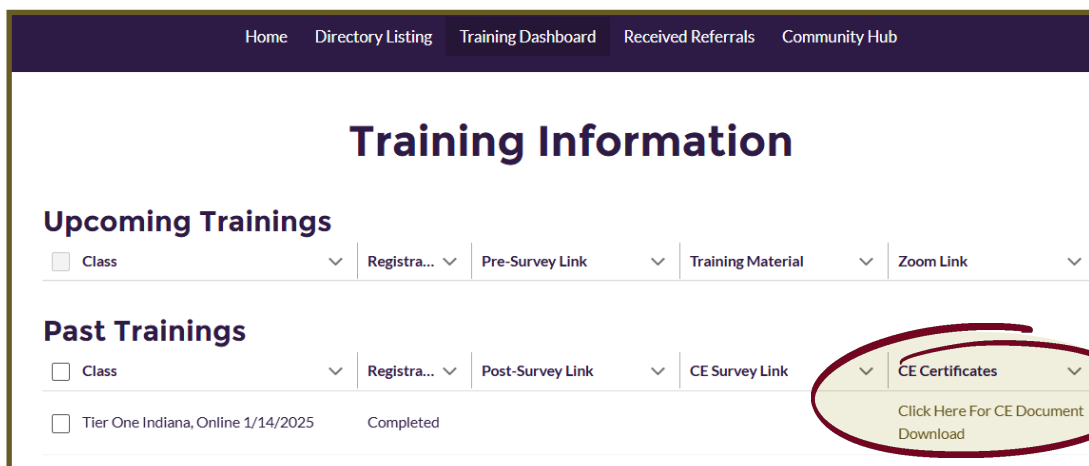 Home Directory Listing Training Dashboard Received Referrals Community Hub
Training Information
Upcoming Trainings
Class Registra... Pre-Survey Link Training Material Zoom Link
Past Trainings
Class Registra... Post-Survey Link CE Survey Link CE Certificates
Tier One Indiana, Online 1/14/2025 Completed Click Here For CE Document
Download